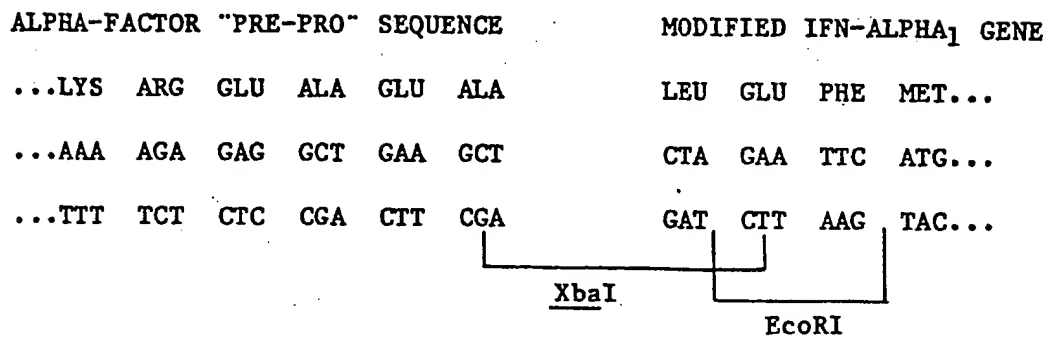 ALPHA-FACTOR "PRE-PRO" SEQUENCE MODIFIED IFN-ALPHA1 GENE
...LYS ARG GLU ALA GLU ALA LEU GLU PHE MET...
...AAA AGA GAG GCT GAA GCT CTA GAA TTC ATG...
...TTT TCT CTC CGA CTT CGA GAT CTT AAG TAC...
XbaI
EcoRI